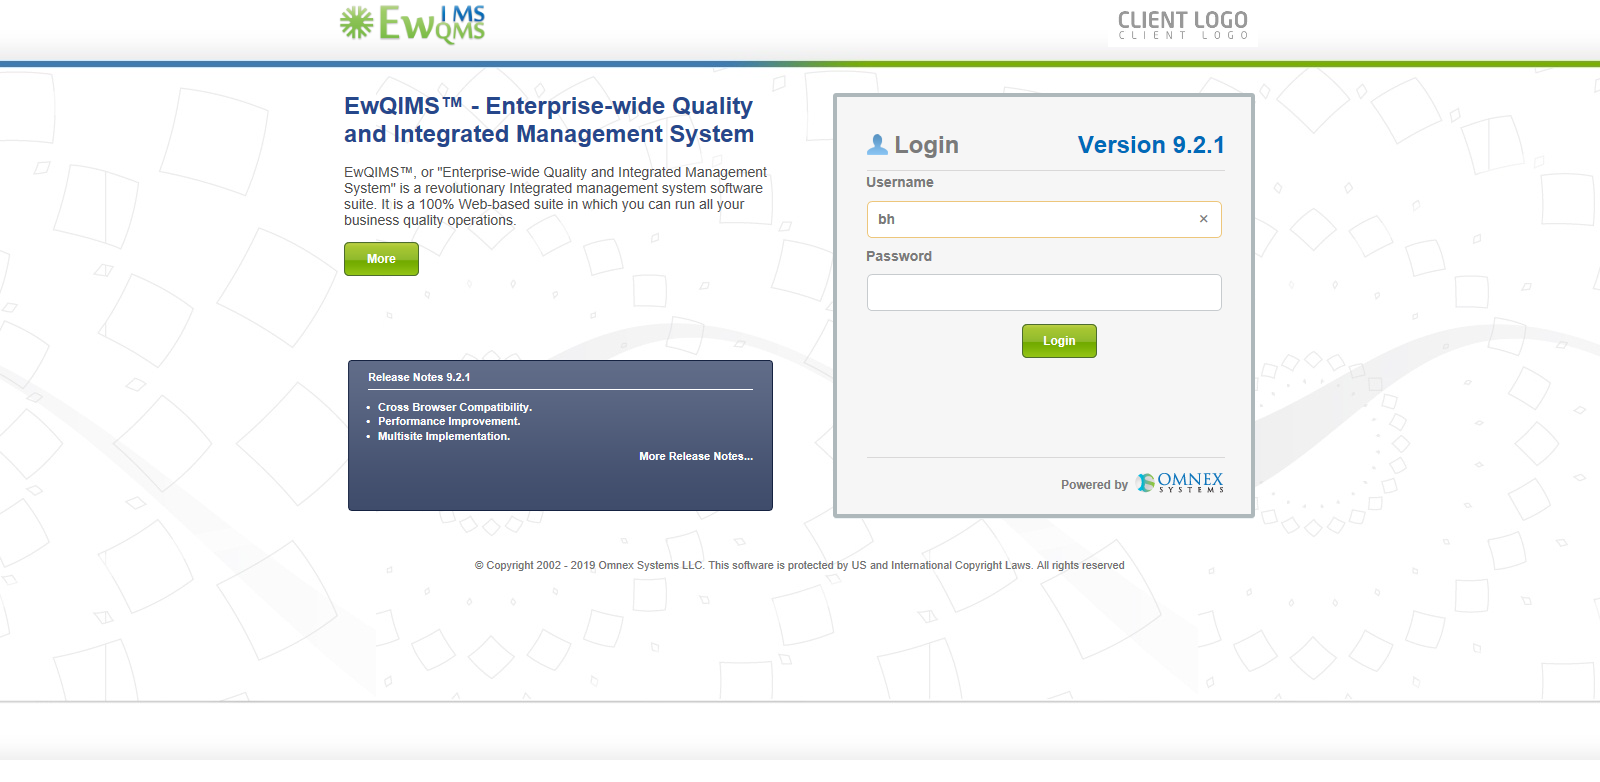 EwIMS
QMS
CLIENT LOGO
CLIENT LOGO
EwQIMS™ - Enterprise-wide Quality
and Integrated Management System
EwQIMS™, or "Enterprise-wide Quality and Integrated Management
System" is a revolutionary Integrated management system software
suite. It is a 100% Web-based suite in which you can run all your
business quality operations.
More
Release Notes 9.2.1
• Cross Browser Compatibility.
• Performance Improvement.
• Multisite Implementation.
More Release Notes...
Login
Version 9.2.1
Username
bh ×
Password
Login
Powered by OMNEX
SYSTEMS
© Copyright 2002 - 2019 Omnex Systems LLC. This software is protected by US and International Copyright Laws. All rights reserved